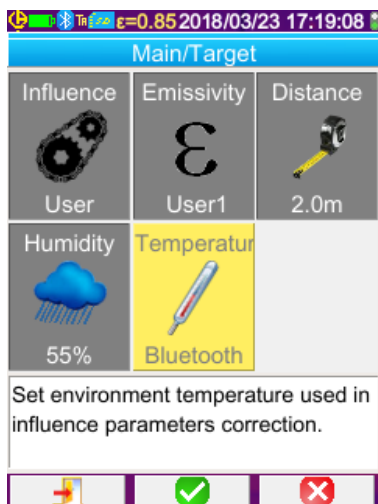 TA ε=0.85 2018/03/23 17:19:08
Main/Target
Influence Emissivity Distance
ε
User User1 2.0m
Humidity Temperatur
55% Bluetooth
Set environment temperature used in
influence parameters correction.